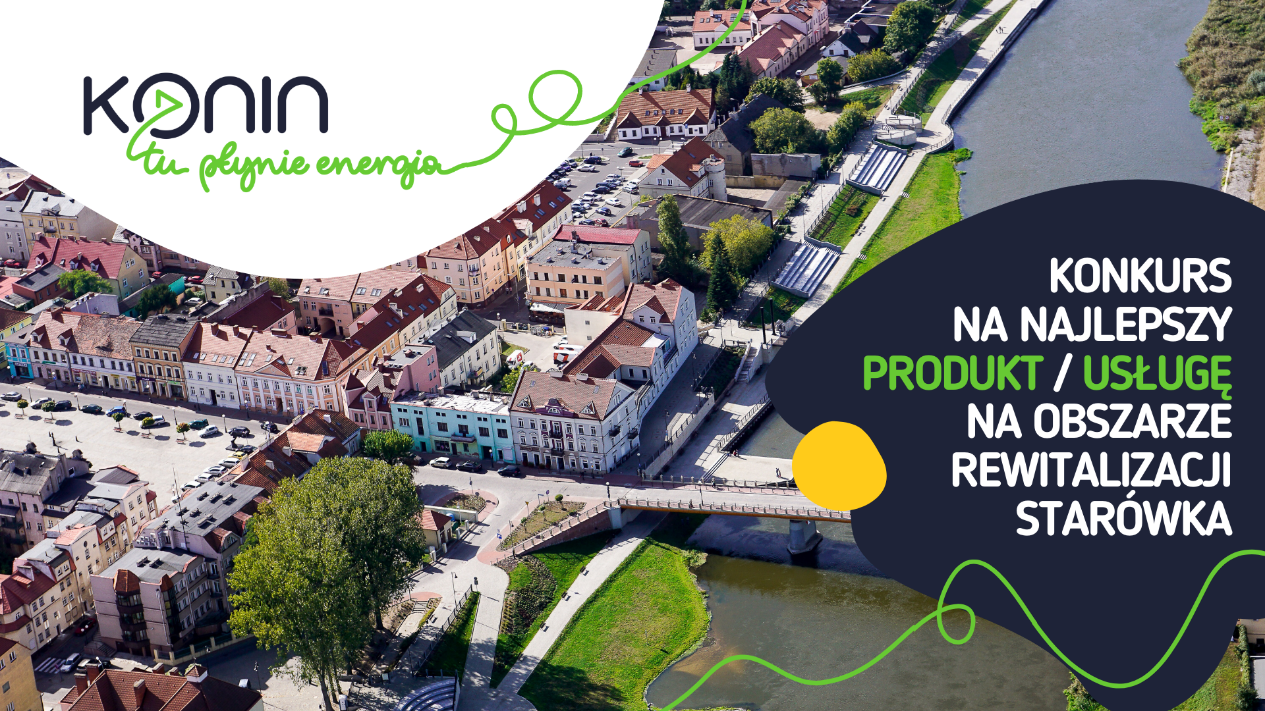 KONIN
tu płynie energia
KONKURS
NA NAJLEPSZY
PRODUKT / USŁUGĘ
NA OBSZARZE
REWITALIZACJI
STARÓWKA